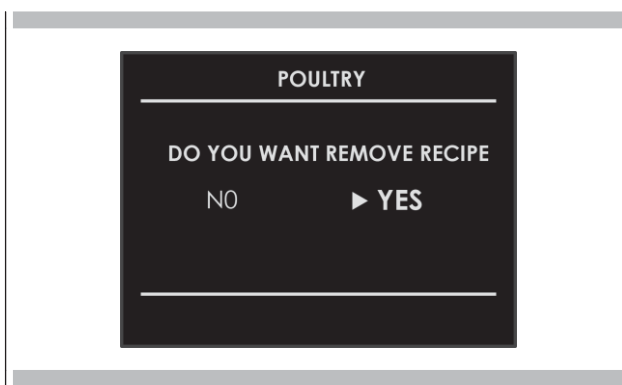 POULTRY
DO YOU WANT REMOVE RECIPE
N0 ▶ YES